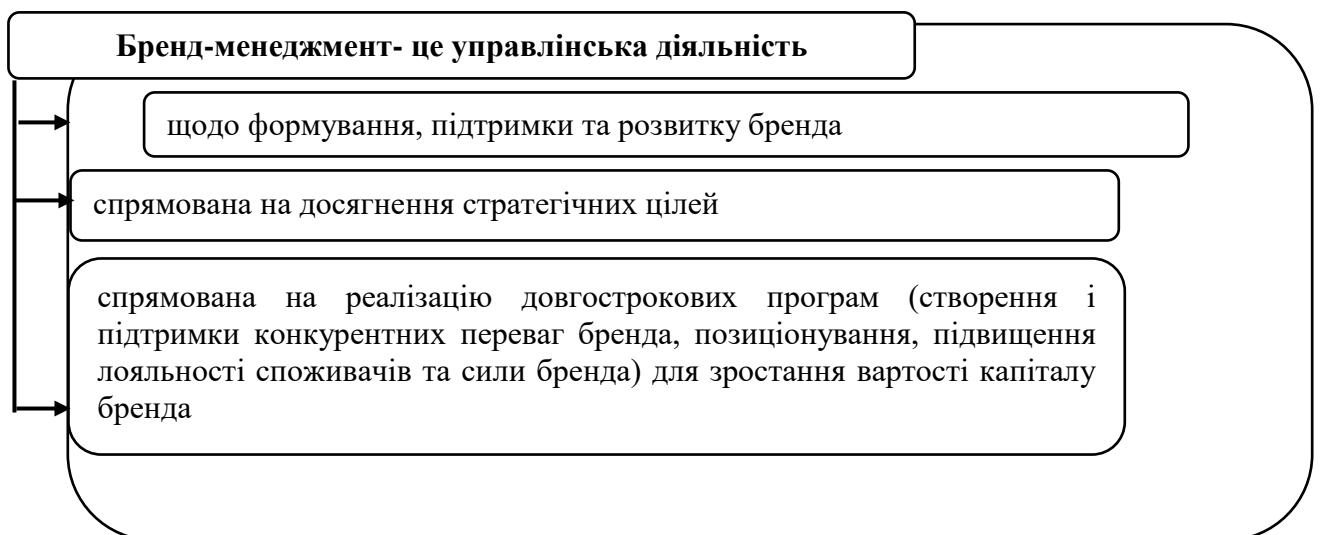 Бренд-менеджмент- це управлінська діяльність
щодо формування, підтримки та розвитку бренда
спрямована на досягнення стратегічних цілей
спрямована на реалізацію довгострокових програм (створення і
підтримки конкурентних переваг бренда, позиціонування, підвищення
лояльності споживачів та сили бренда) для зростання вартості капіталу
бренда